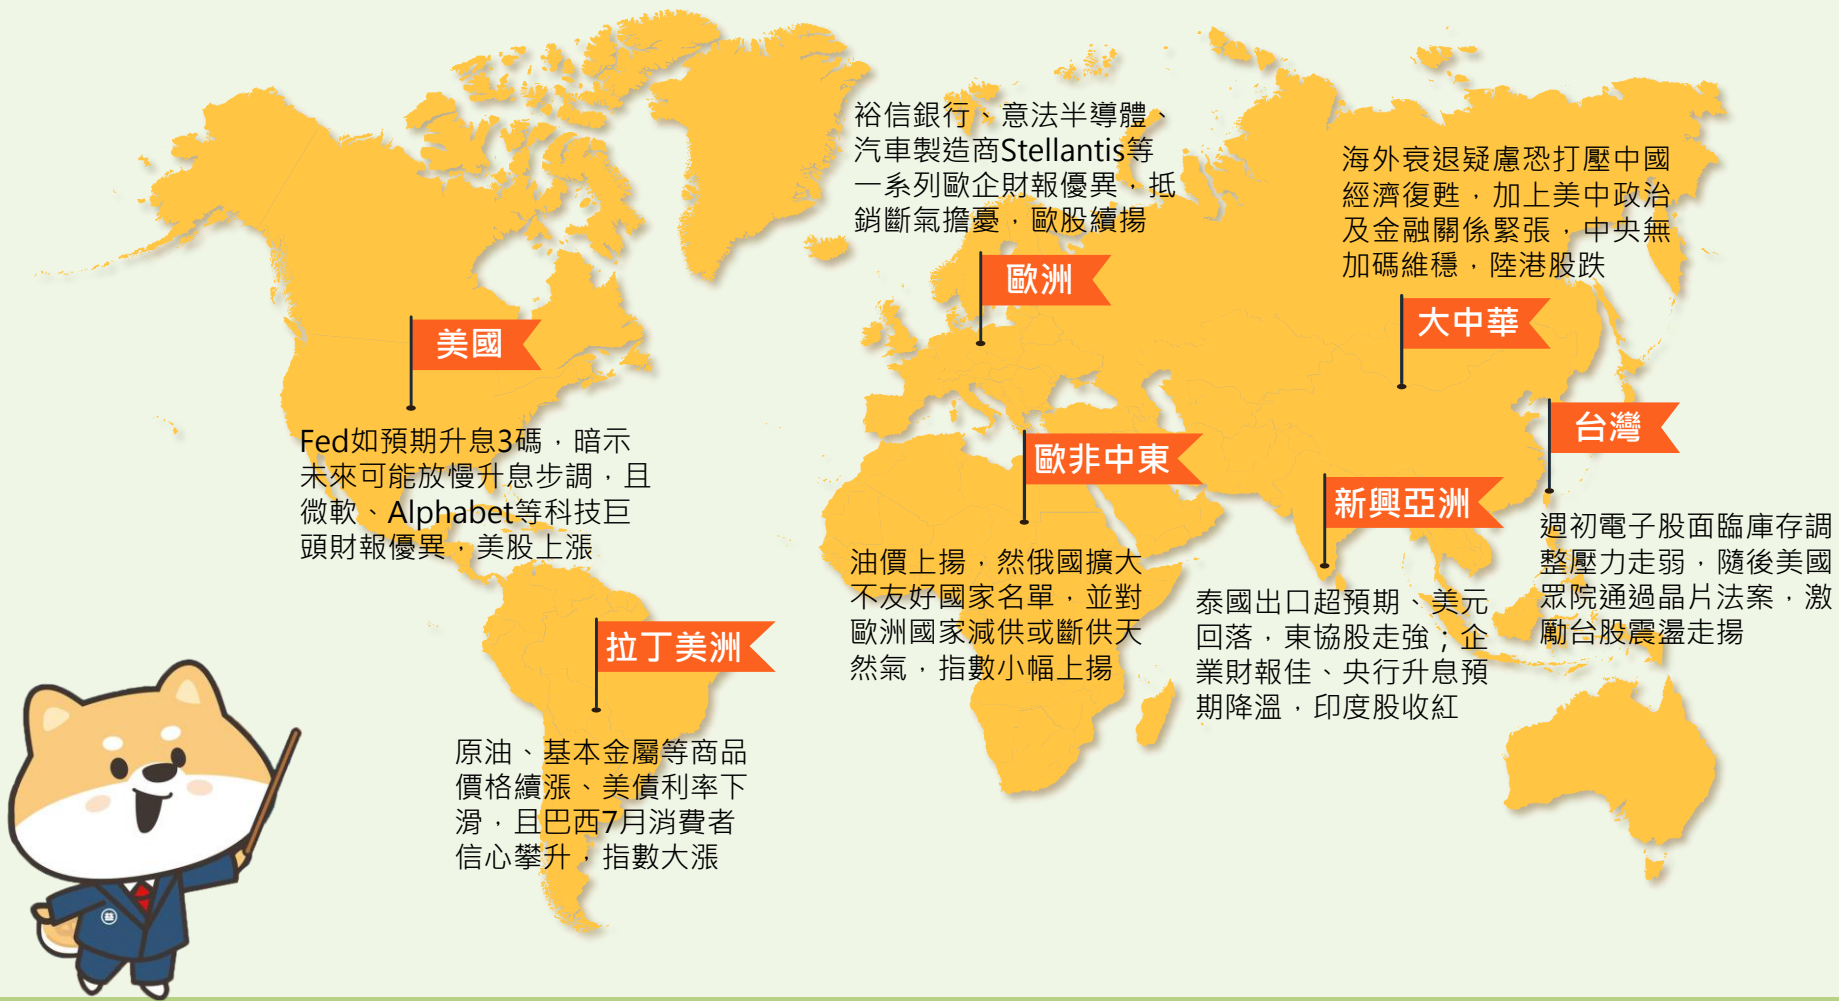 裕信銀行、意法半導體、
汽車製造商Stellantis等
一系列歐企財報優異，抵
銷斷氣擔憂，歐股續揚
歐洲
海外衰退疑慮恐打壓中國
經濟復甦，加上美中政治
及金融關係緊張，中央無
加碼維穩，陸港股跌
大中華
美國
Fed如預期升息3碼，暗示
未來可能放慢升息步調，且
微軟、Alphabet等科技巨
頭財報優異，美股上漲
台灣
週初電子股面臨庫存調
整壓力走弱，隨後美國
眾院通過晶片法案，激
勵台股震盪走揚
歐非中東
油價上揚，然俄國擴大
不友好國家名單，並對
歐洲國家減供或斷供天
然氣，指數小幅上揚
新興亞洲
泰國出口超預期、美元
回落，東協股走強；企
業財報佳、央行升息預
期降溫，印度股收紅
拉丁美洲
原油、基本金屬等商品
價格續漲、美債利率下
滑，且巴西7月消費者
信心攀升，指數大漲